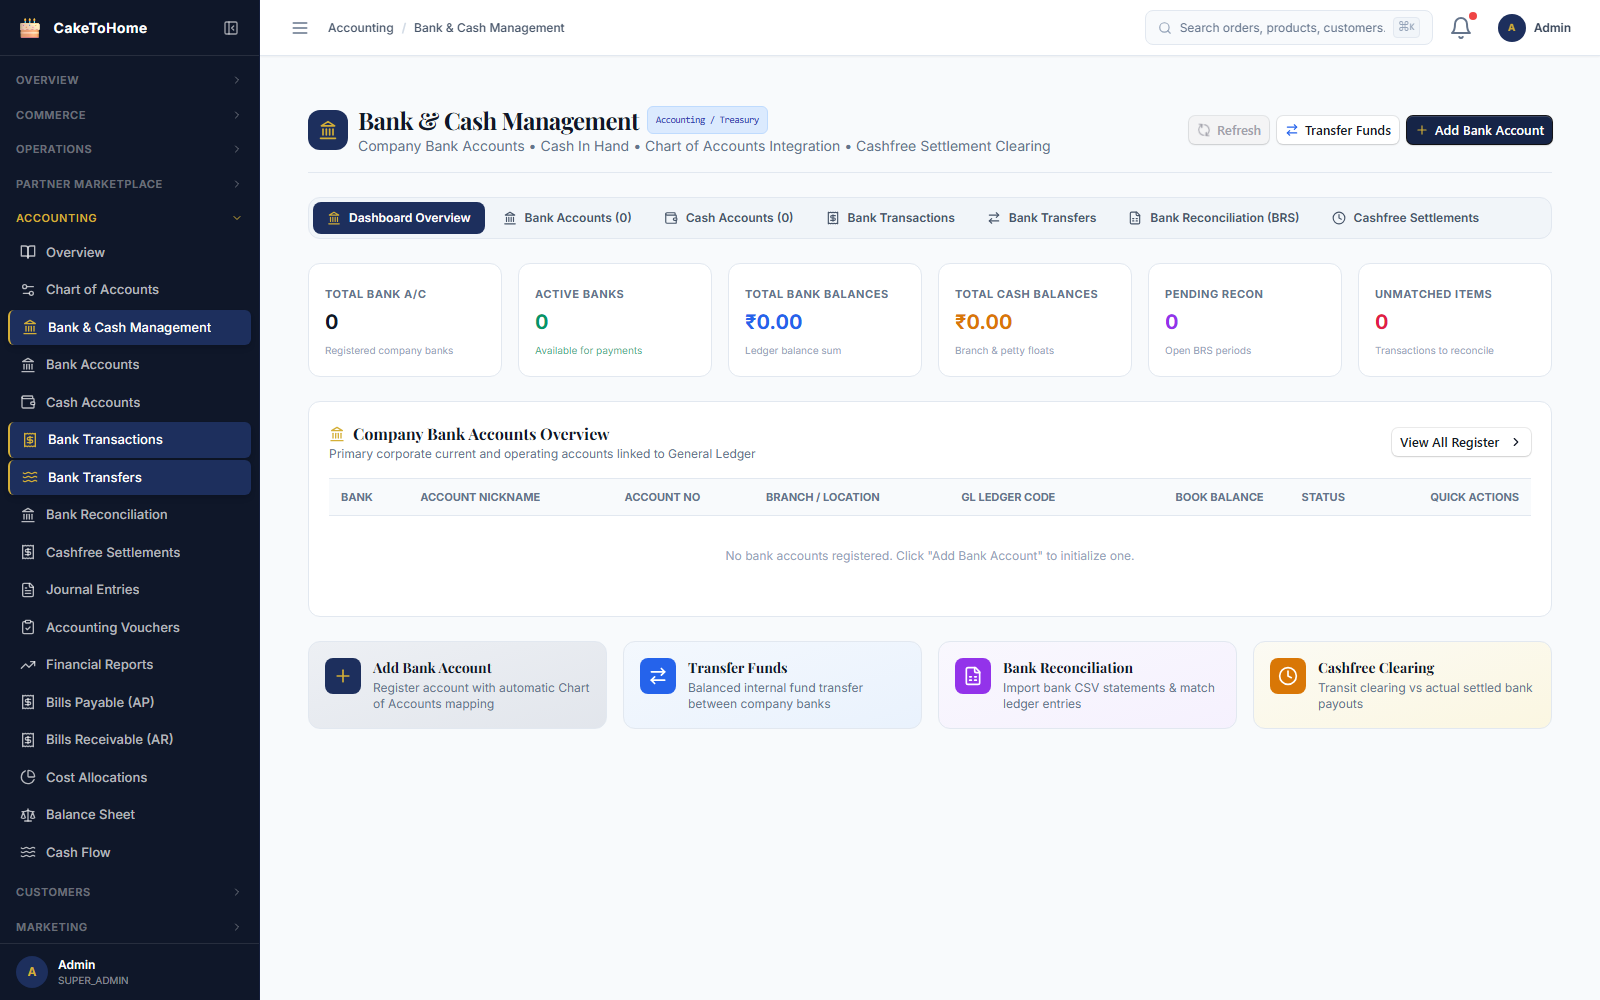 CakeToHome
OVERVIEW
COMMERCE
OPERATIONS
PARTNER MARKETPLACE
ACCOUNTING
Overview
Chart of Accounts
Bank & Cash Management
Bank Accounts
Cash Accounts
Bank Transactions
Bank Transfers
Bank Reconciliation
Cashfree Settlements
Journal Entries
Accounting Vouchers
Financial Reports
Bills Payable (AP)
Bills Receivable (AR)
Cost Allocations
Balance Sheet
Cash Flow
CUSTOMERS
MARKETING
A
Admin
SUPER_ADMIN
Accounting / Bank & Cash Management
Search orders, products, customers. ⌘K
A Admin
Bank & Cash Management Accounting / Treasury
Company Bank Accounts • Cash In Hand • Chart of Accounts Integration • Cashfree Settlement Clearing
Refresh Transfer Funds Add Bank Account
Dashboard Overview Bank Accounts (0) Cash Accounts (0) Bank Transactions Bank Transfers Bank Reconciliation (BRS) Cashfree Settlements
TOTAL BANK A/C
0
Registered company banks
ACTIVE BANKS
0
Available for payments
TOTAL BANK BALANCES
₹0.00
Ledger balance sum
TOTAL CASH BALANCES
₹0.00
Branch & petty floats
PENDING RECON
0
Open BRS periods
UNMATCHED ITEMS
0
Transactions to reconcile
Company Bank Accounts Overview
Primary corporate current and operating accounts linked to General Ledger
View All Register
BANK ACCOUNT NICKNAME ACCOUNT NO BRANCH / LOCATION GL LEDGER CODE BOOK BALANCE STATUS QUICK ACTIONS
No bank accounts registered. Click "Add Bank Account" to initialize one.
Add Bank Account
Register account with automatic Chart
of Accounts mapping
Transfer Funds
Balanced internal fund transfer
between company banks
Bank Reconciliation
Import bank CSV statements & match
ledger entries
Cashfree Clearing
Transit clearing vs actual settled bank
payouts